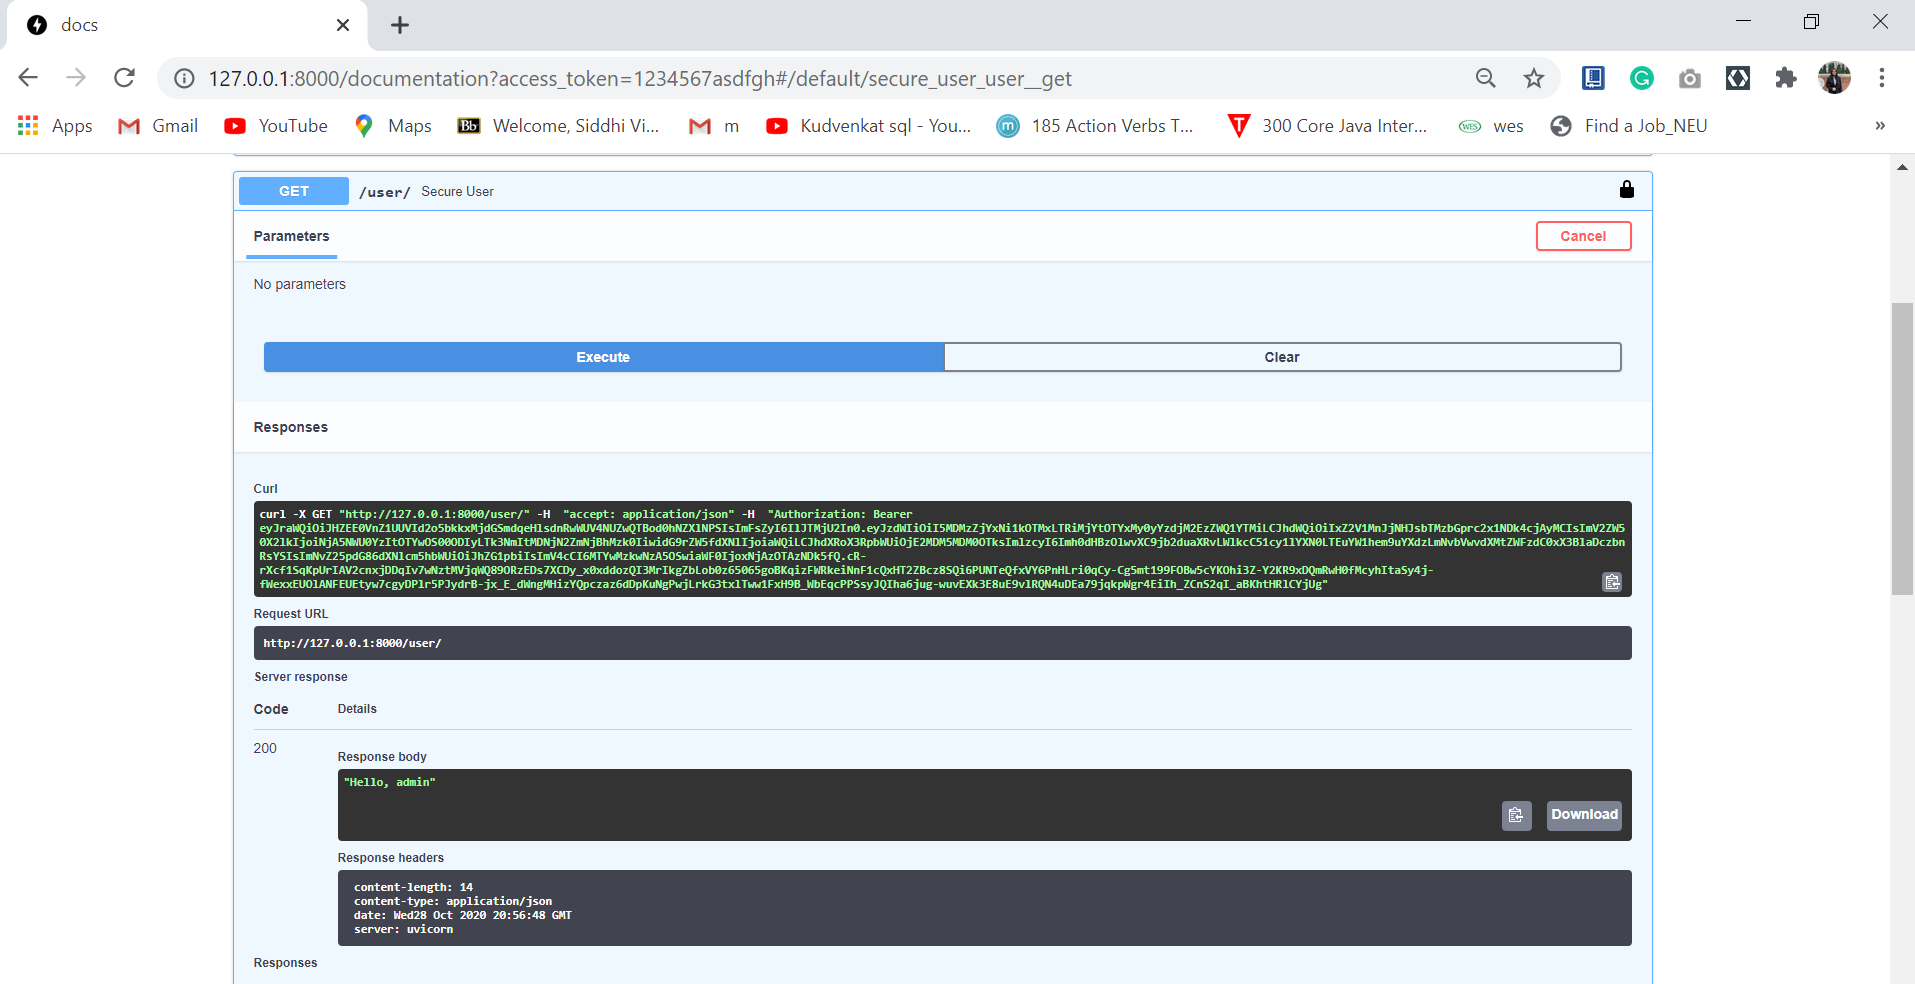 docs
127.0.0.1:8000/documentation?access_token=1234567asdfgh#/default/secure_user_user__get
Apps Gmail YouTube Maps Bb Welcome, Siddhi Vi... m Kudvenkat sql - You... m 185 Action Verbs T... 300 Core Java Inter... WES wes Find a Job_NEU »
GET /user/ Secure User
Parameters Cancel
No parameters
Execute Clear
Responses
Curl
curl -X GET "http://127.0.0.1:8000/user/" -H "accept: application/json" -H "Authorization: Bearer
Request URL
http://127.0.0.1:8000/user/
Server response
Code Details
200
Response body
"Hello, admin"
Download
Response headers
content-length: 14
content-type: application/json
date: Wed28 Oct 2020 20:56:48 GMT
server: uvicorn
Responses